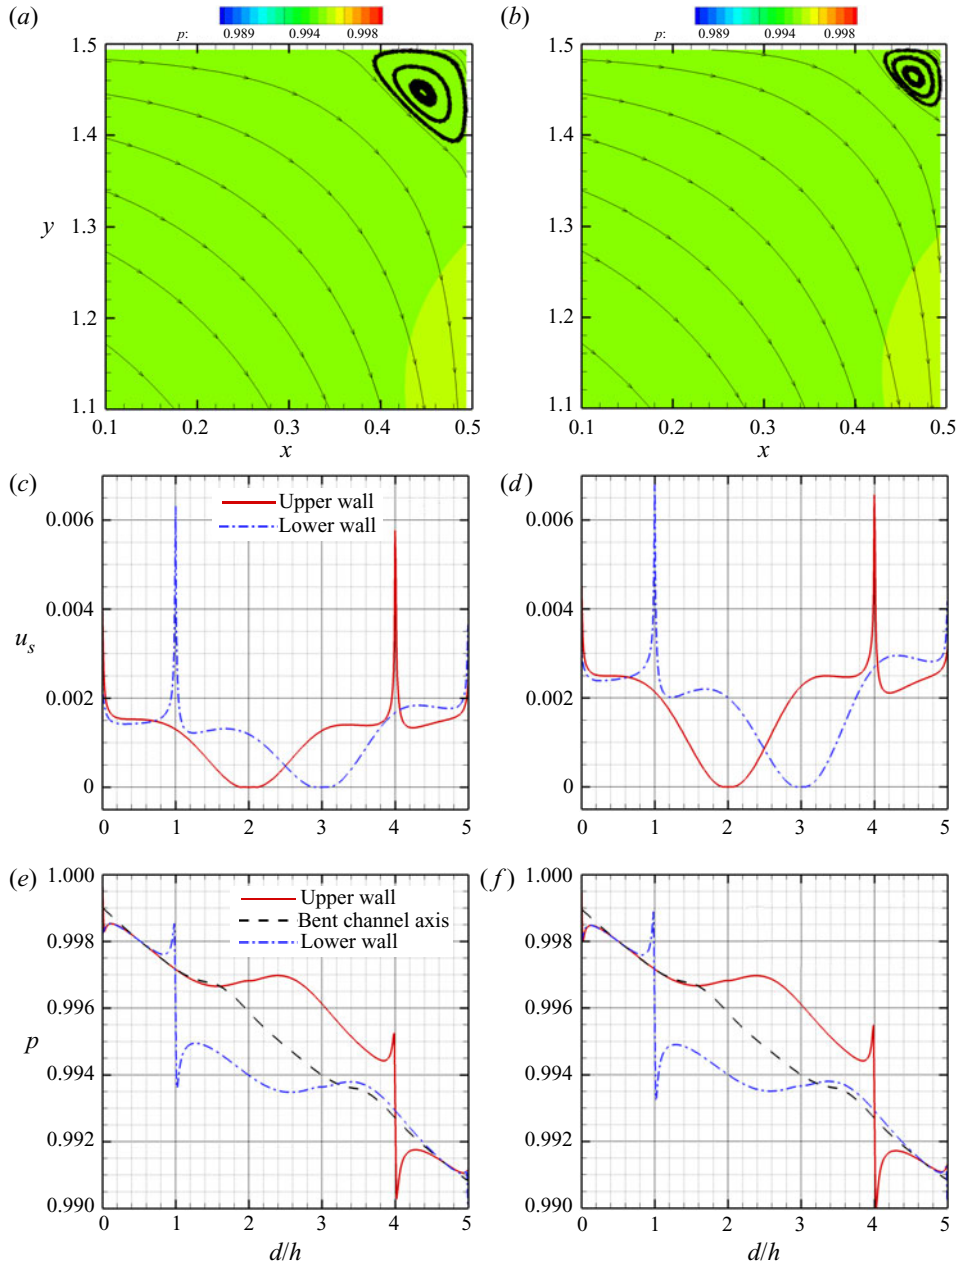 (a) (b)
p: 0.989 0.994 0.998 p: 0.989 0.994 0.998
1.5 1.5
1.4 1.4
y 1.3 1.3
1.2 1.2
1.1 1.1
0.1 0.2 0.3 0.4 0.5 0.1 0.2 0.3 0.4 0.5
x x
(c) (d)
Upper wall
Lower wall
0.006 0.006
0.004 0.004
u_s
0.002 0.002
0 0
0 1 2 3 4 5 0 1 2 3 4 5
(e) (f)
1.000 1.000
Upper wall
Bent channel axis
Lower wall
0.998 0.998
0.996 0.996
p
0.994 0.994
0.992 0.992
0.990 0.990
0 1 2 3 4 5 0 1 2 3 4 5
d/h d/h